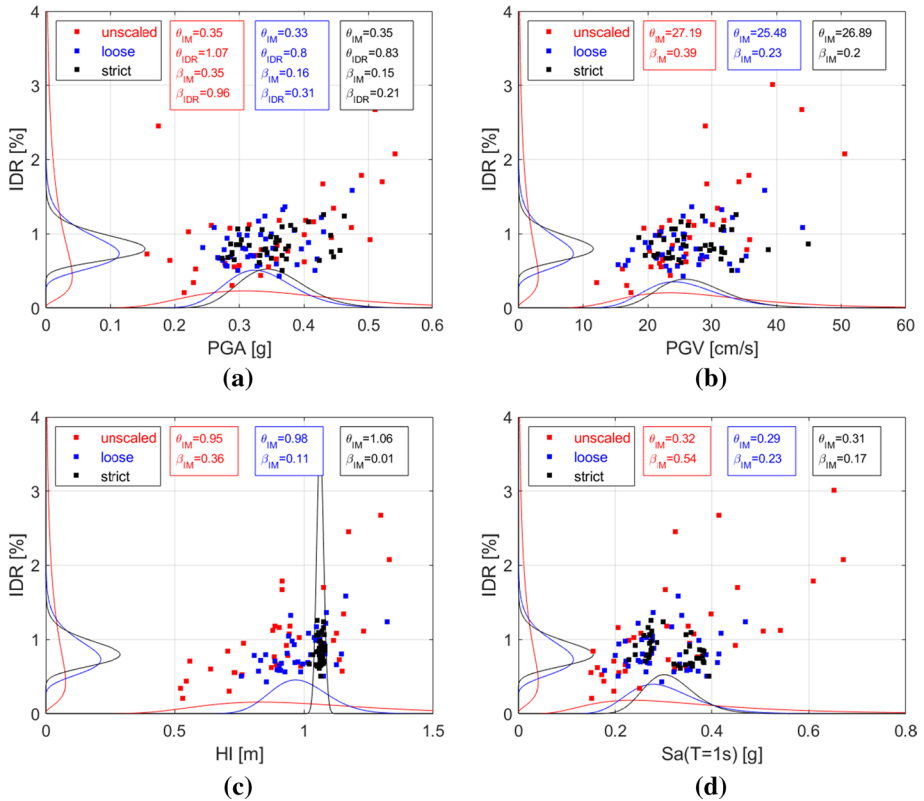 unscaled
loose
strict
θIM=0.35
θIDR=1.07
βIM=0.35
βIDR=0.96
θIM=0.33
θIDR=0.8
βIM=0.16
βIDR=0.31
θIM=0.35
θIDR=0.83
βIM=0.15
βIDR=0.21
4
3
2
1
0
IDR [%]
0
0.1
0.2
0.3
0.4
0.5
0.6
PGA [g]
(a)
unscaled
loose
strict
θIM=27.19
βIM=0.39
θIM=25.48
βIM=0.23
θIM=26.89
βIM=0.2
4
3
2
1
0
IDR [%]
0
10
20
30
40
50
60
PGV [cm/s]
(b)
unscaled
loose
strict
θIM=0.95
βIM=0.36
θIM=0.98
βIM=0.11
θIM=1.06
βIM=0.01
4
3
2
1
0
IDR [%]
0
0.5
1
1.5
HI [m]
(c)
unscaled
loose
strict
θIM=0.32
βIM=0.54
θIM=0.29
βIM=0.23
θIM=0.31
βIM=0.17
4
3
2
1
0
IDR [%]
0
0.2
0.4
0.6
0.8
Sa(T=1s) [g]
(d)